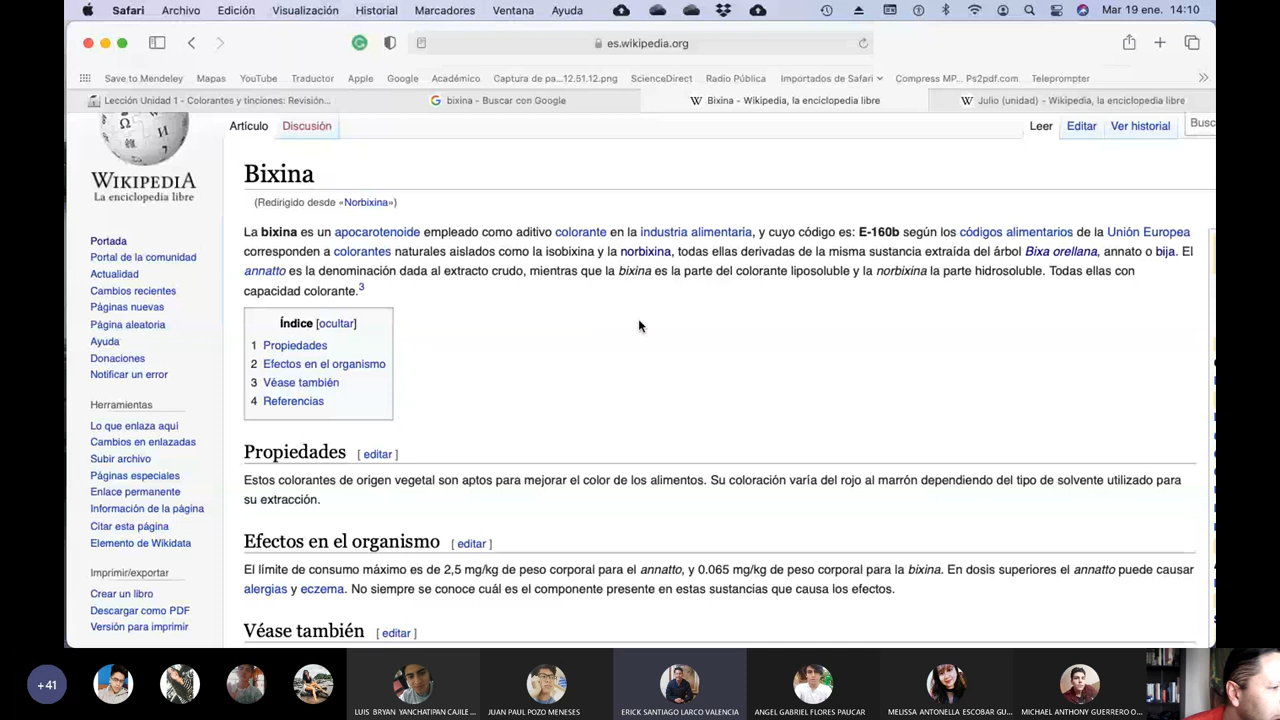 Safari Archivo Edición Visualización Historial Marcadores Ventana Ayuda Mar 19 ene. 14:10
es.wikipedia.org
Save to Mendeley Mapas YouTube Traductor Apple Google Académico Captura de pa...12.51.12.png ScienceDirect Radio Pública Importados de Safari Compress MP... Ps2pdf.com Teleprompter
Lección Unidad 1 - Colorantes y tinciones: Revisión... bixina - Buscar con Google Bixina - Wikipedia, la enciclopedia libre Julio (unidad) - Wikipedia, la enciclopedia libre
Artículo Discusión Leer Editar Ver historial Busc
WIKIPEDIA
La enciclopedia libre
Portada
Portal de la comunidad
Actualidad
Cambios recientes
Páginas nuevas
Página aleatoria
Ayuda
Donaciones
Notificar un error
Herramientas
Lo que enlaza aquí
Cambios en enlazadas
Subir archivo
Páginas especiales
Enlace permanente
Información de la página
Citar esta página
Elemento de Wikidata
Imprimir/exportar
Crear un libro
Descargar como PDF
Versión para imprimir
Bixina
(Redirigido desde «Norbixina»)
La bixina es un apocarotenoide empleado como aditivo colorante en la industria alimentaria, y cuyo código es: E-160b según los códigos alimentarios de la Unión Europea
corresponden a colorantes naturales aislados como la isobixina y la norbixina, todas ellas derivadas de la misma sustancia extraída del árbol Bixa orellana, annato o bija. El
annatto es la denominación dada al extracto crudo, mientras que la bixina es la parte del colorante liposoluble y la norbixina la parte hidrosoluble. Todas ellas con
capacidad colorante.3
Índice [ocultar]
1 Propiedades
2 Efectos en el organismo
3 Véase también
4 Referencias
Propiedades [ editar ]
Estos colorantes de origen vegetal son aptos para mejorar el color de los alimentos. Su coloración varía del rojo al marrón dependiendo del tipo de solvente utilizado para
su extracción.
Efectos en el organismo [ editar ]
El límite de consumo máximo es de 2,5 mg/kg de peso corporal para el annatto, y 0.065 mg/kg de peso corporal para la bixina. En dosis superiores el annatto puede causar
alergias y eczema. No siempre se conoce cuál es el componente presente en estas sustancias que causa los efectos.
Véase también [ editar ]
+41
LUIS BRYAN YANCHATIPAN CAJILE... JUAN PAUL POZO MENESES ERICK SANTIAGO LARCO VALENCIA ANGEL GABRIEL FLORES PAUCAR MELISSA ANTONELLA ESCOBAR GU... MICHAEL ANTHONY GUERRERO O...